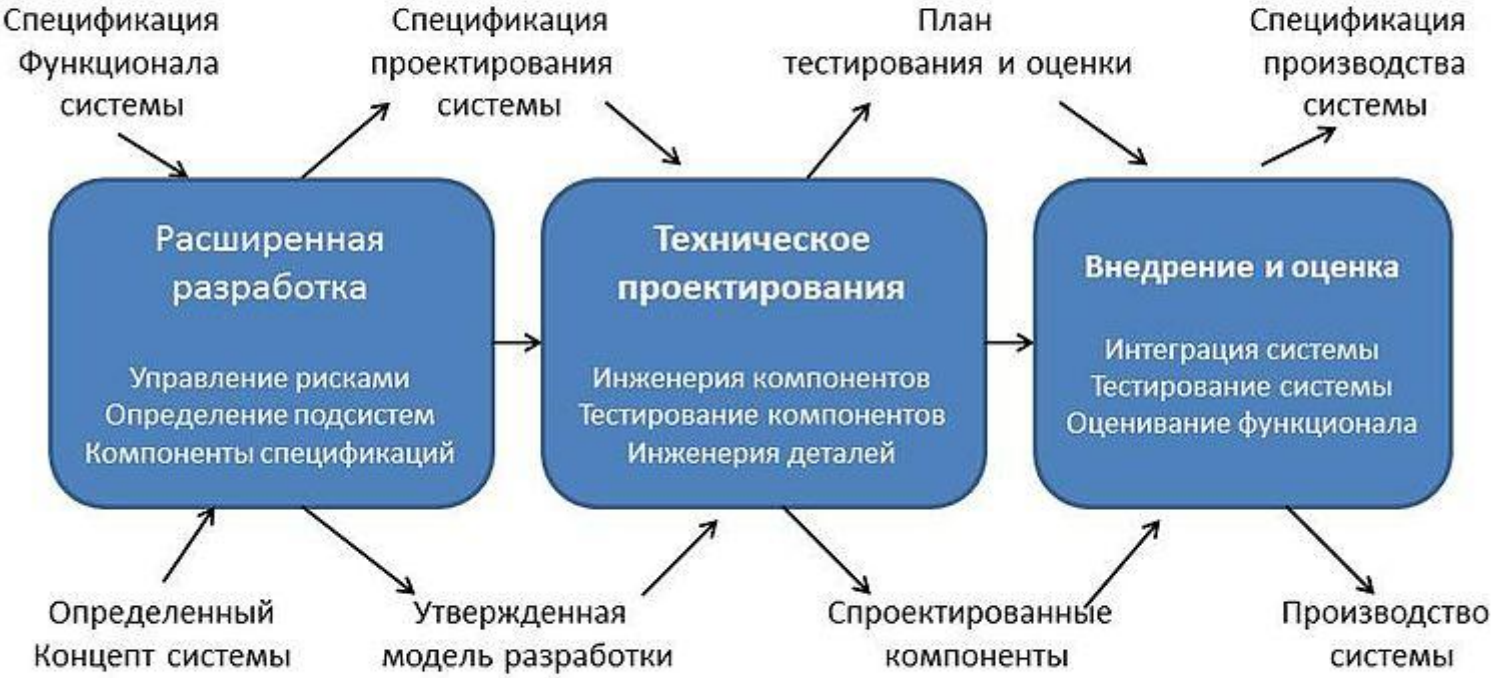 Спецификация
Функционала
системы
Спецификация
проектирования
системы
План
тестирования и оценки
Спецификация
производства
системы
Расширенная
разработка
Управление рисками
Определение подсистем
Компоненты спецификаций
Техническое
проектирования
Инженерия компонентов
Тестирование компонентов
Инженерия деталей
Внедрение и оценка
Интеграция системы
Тестирование системы
Оценивание функционала
Определенный
Концепт системы
Утвержденная
модель разработки
Спроектированные
компоненты
Производство
системы